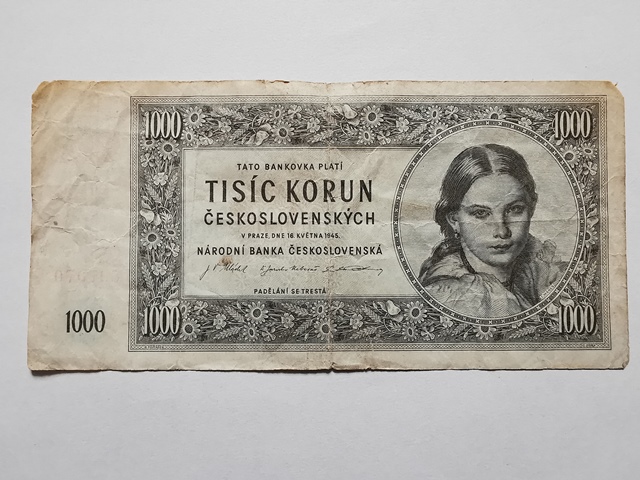 1000
1000
TATO BANKOVKA PLATÍ
TISÍC KORUN
ČESKOSLOVENSKÝCH
V PRAZE, DNE 16. KVĚTNA 1945.
NÁRODNÍ BANKA ČESKOSLOVENSKÁ
PADĚLÁNÍ SE TRESTÁ
1000
1000
1000